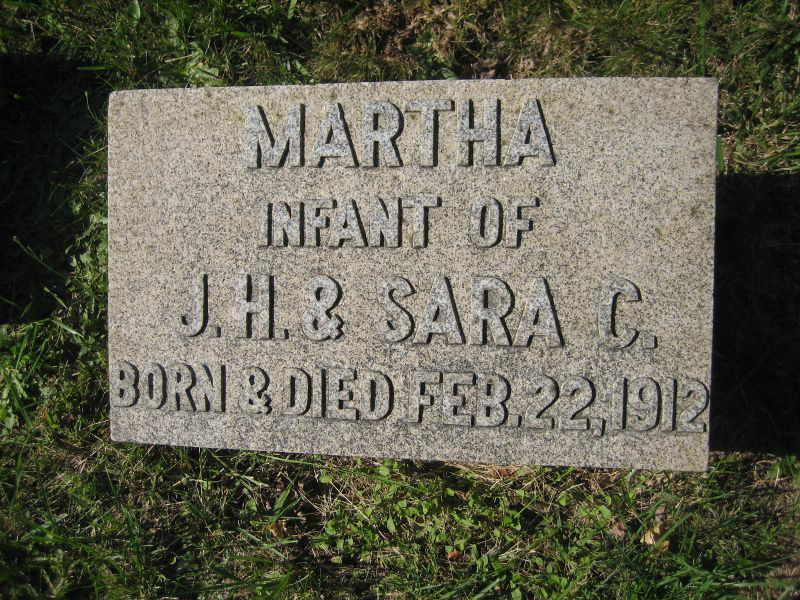 MARTHA
INFANT OF
J.H. & SARA C.
BORN & DIED FEB. 22, 1912